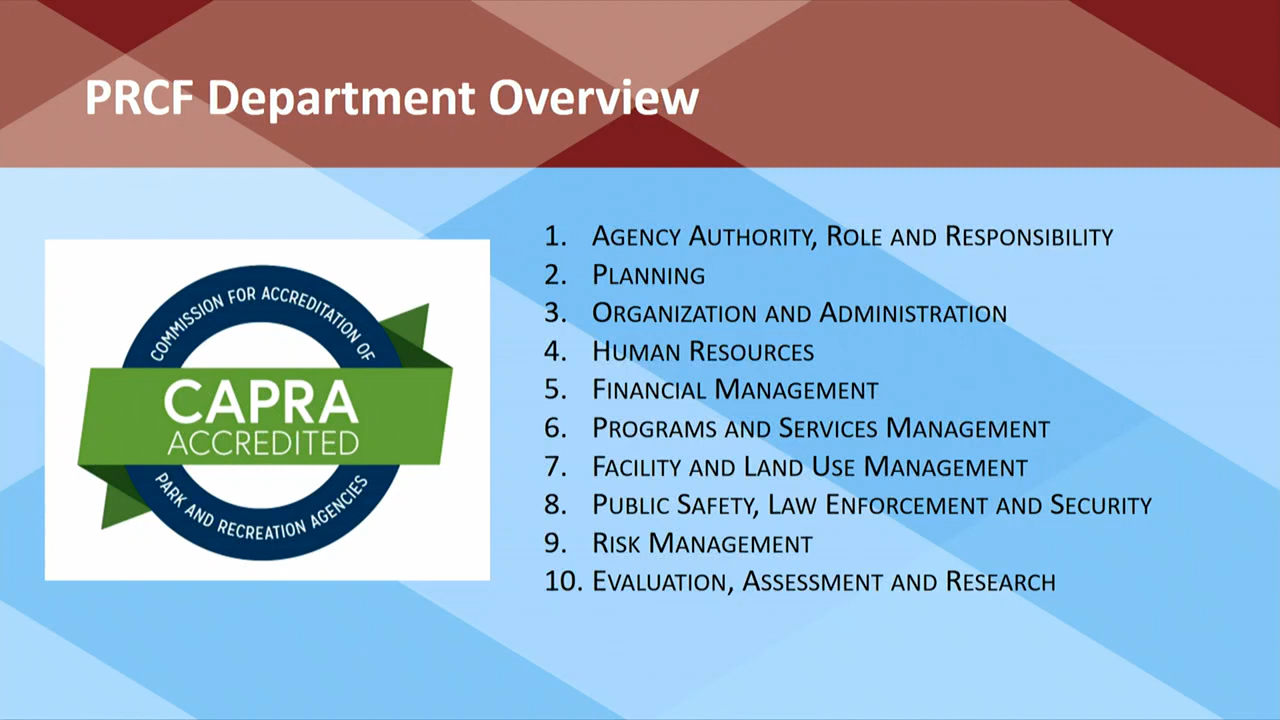 PRCF Department Overview
COMMISSION FOR ACCREDITATION OF
CAPRA
ACCREDITED
PARK AND RECREATION AGENCIES
1. AGENCY AUTHORITY, ROLE AND RESPONSIBILITY
2. PLANNING
3. ORGANIZATION AND ADMINISTRATION
4. HUMAN RESOURCES
5. FINANCIAL MANAGEMENT
6. PROGRAMS AND SERVICES MANAGEMENT
7. FACILITY AND LAND USE MANAGEMENT
8. PUBLIC SAFETY, LAW ENFORCEMENT AND SECURITY
9. RISK MANAGEMENT
10. EVALUATION, ASSESSMENT AND RESEARCH